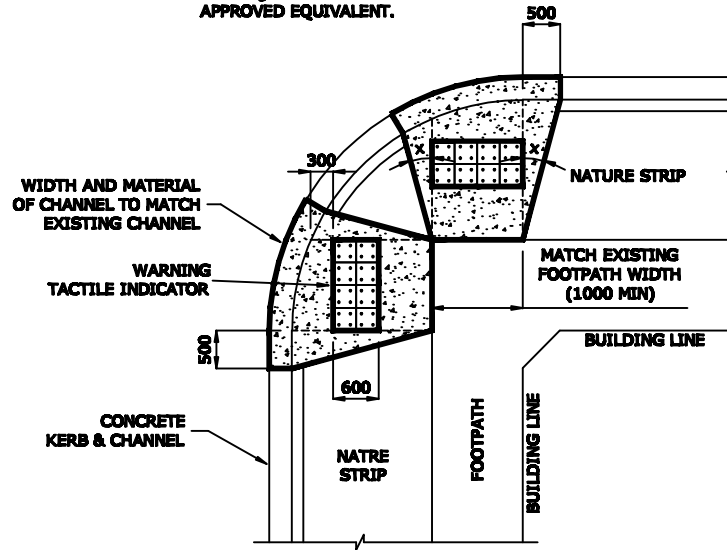 APPROVED EQUIVALENT.
500
X
X
300
NATURE STRIP
WIDTH AND MATERIAL
OF CHANNEL TO MATCH
EXISTING CHANNEL
MATCH EXISTING
FOOTPATH WIDTH
(1000 MIN)
WARNING
TACTILE INDICATOR
500
BUILDING LINE
600
CONCRETE
KERB & CHANNEL
NATRE
STRIP
FOOTPATH
BUILDING LINE